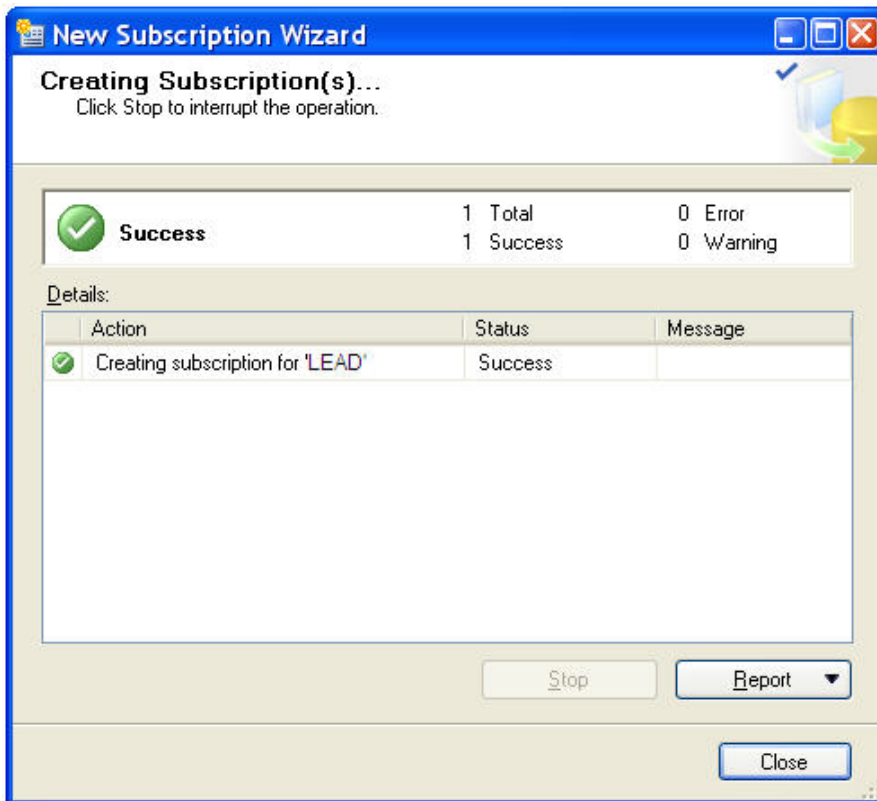 New Subscription Wizard
Creating Subscription(s)...
Click Stop to interrupt the operation.
Success
1 Total
0 Error
1 Success
0 Warning
Details:
Action Status Message
Creating subscription for 'LEAD' Success
Stop
Report
Close